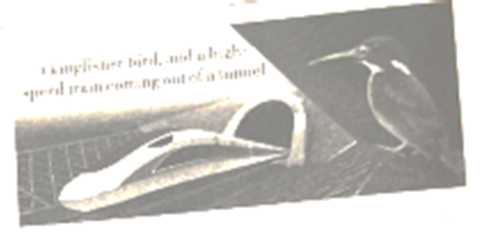 a kingfisher bird, and a high-
speed train coming out of a tunnel